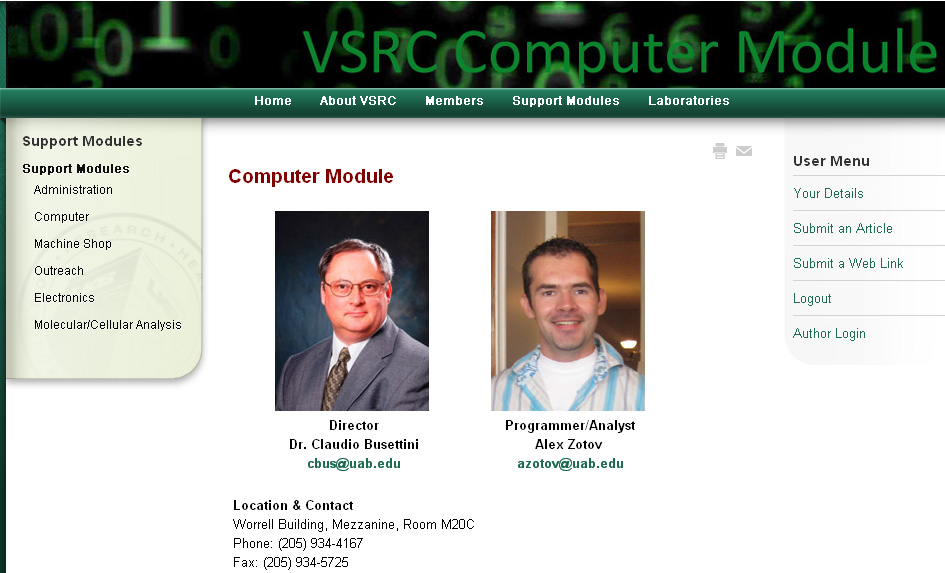 VSRC Computer Module
Home About VSRC Members Support Modules Laboratories
Support Modules
Support Modules
Administration
Computer
Machine Shop
Outreach
Electronics
Molecular/Cellular Analysis
Computer Module
Director
Dr. Claudio Busettini
cbus@uab.edu
Programmer/Analyst
Alex Zotov
azotov@uab.edu
Location & Contact
Worrell Building, Mezzanine, Room M20C
Phone: (205) 934-4167
Fax: (205) 934-5725
User Menu
Your Details
Submit an Article
Submit a Web Link
Logout
Author Login